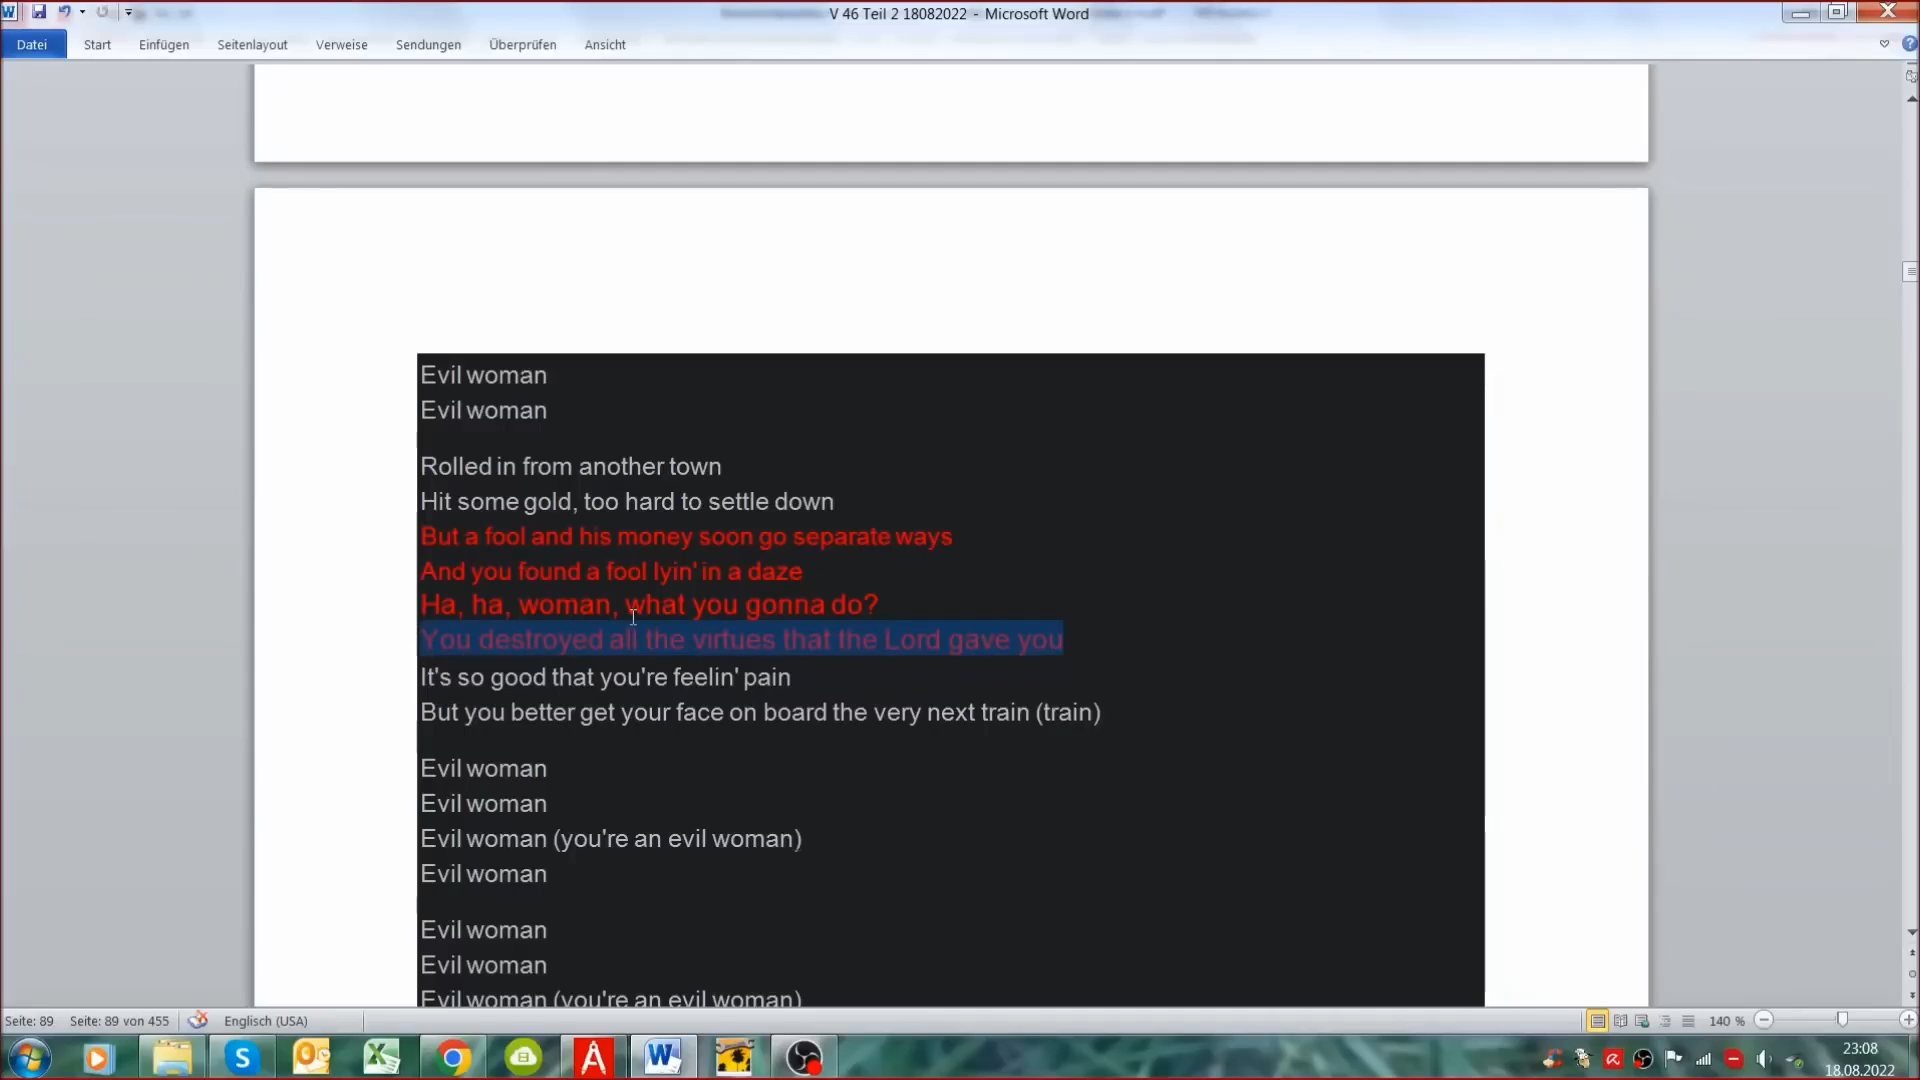 V 46 Teil 2 18082022 - Microsoft Word
Datei Start Einfügen Seitenlayout Verweise Sendungen Überprüfen Ansicht
Evil woman
Evil woman
Rolled in from another town
Hit some gold, too hard to settle down
But a fool and his money soon go separate ways
And you found a fool lyin' in a daze
Ha, ha, woman, what you gonna do?
You destroyed all the virtues that the Lord gave you
It's so good that you're feelin' pain
But you better get your face on board the very next train (train)
Evil woman
Evil woman
Evil woman (you're an evil woman)
Evil woman
Evil woman
Evil woman
Evil woman (you're an evil woman)
Seite: 89 Seite: 89 von 455 Englisch (USA) 140 %
23:08
18.08.2022